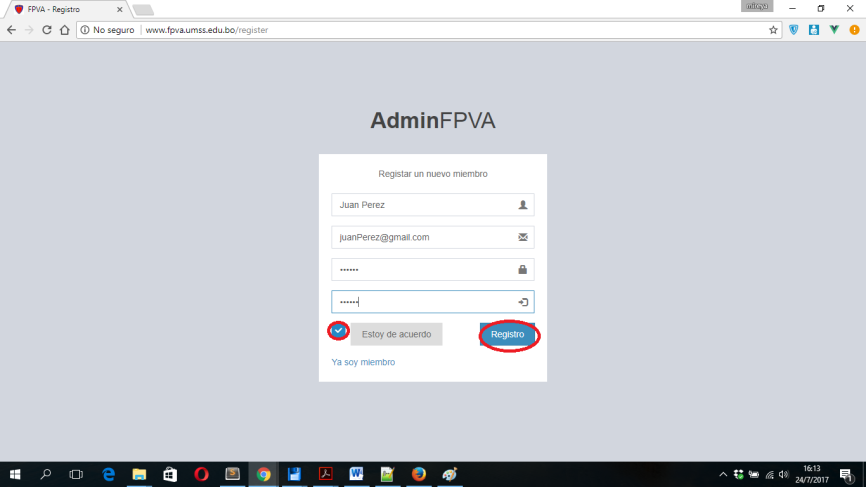 FPVA - Registro
mireya
No seguro
www.fpva.umss.edu.bo/register
AdminFPVA
Registar un nuevo miembro
Juan Perez
juanPerez@gmail.com
••••••
••••••
Estoy de acuerdo
Registro
Ya soy miembro
16:13
24/7/2017
1